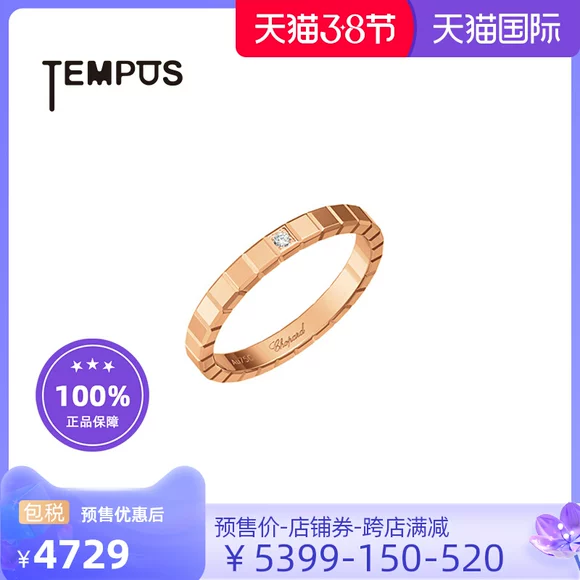 天猫3·8节
天猫国际
TEMPUS
Chopard
100%
正品保障
包税 预售优惠后
¥4729
预售价-店铺券-跨店满减
¥5399-150-520